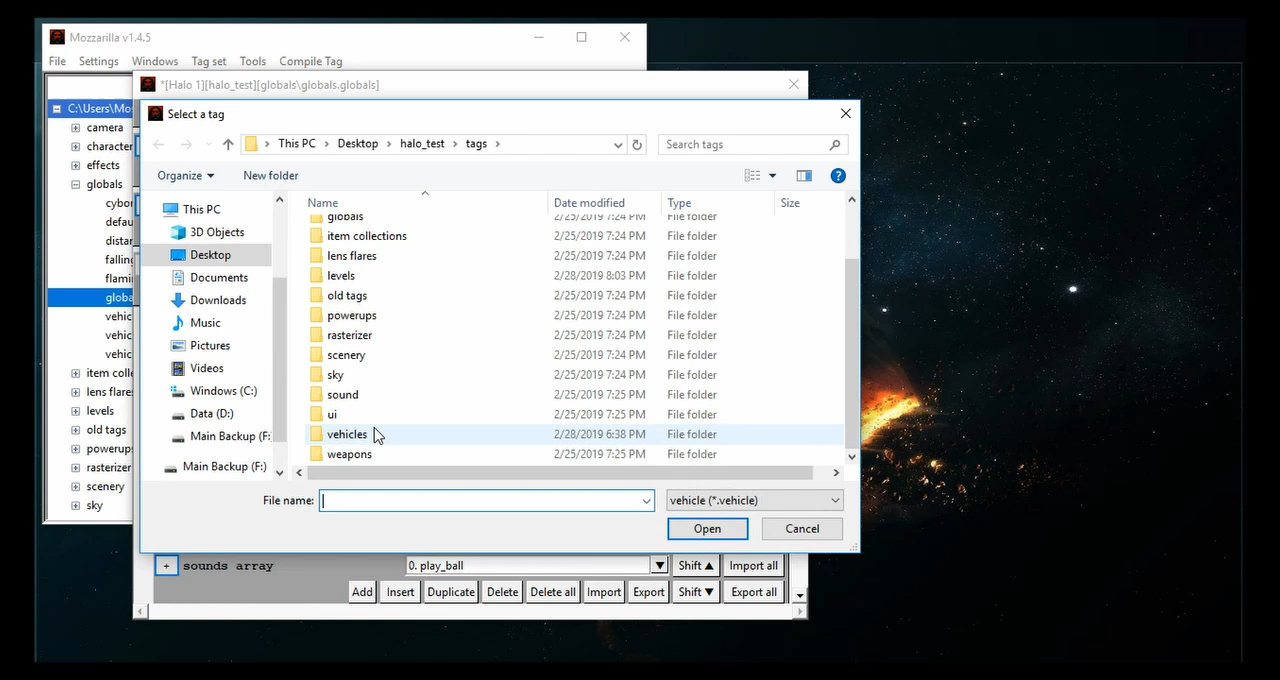 Mozzarilla v1.4.5
File Settings Windows Tag set Tools Compile Tag
*[Halo 1][halo_test][globals\globals.globals]
C:\Users\Mo
Select a tag
This PC > Desktop > halo_test > tags >
Search tags
Organize New folder
Name Date modified Type Size
camera
character
effects
globals
cybor
defau
distan
falling
flami
globa
vehic
vehic
vehic
item colle
lens flares
levels
old tags
powerups
rasterizer
scenery
sky
This PC
3D Objects
Desktop
Documents
Downloads
Music
Pictures
Videos
Windows (C:)
Data (D:)
Main Backup (F:
Main Backup (F:)
globals 2/25/2019 7:24 PM File folder
item collections 2/25/2019 7:24 PM File folder
lens flares 2/25/2019 7:24 PM File folder
levels 2/28/2019 8:03 PM File folder
old tags 2/25/2019 7:24 PM File folder
powerups 2/25/2019 7:24 PM File folder
rasterizer 2/25/2019 7:24 PM File folder
scenery 2/25/2019 7:24 PM File folder
sky 2/25/2019 7:24 PM File folder
sound 2/25/2019 7:25 PM File folder
ui 2/25/2019 7:25 PM File folder
vehicles 2/28/2019 6:38 PM File folder
weapons 2/25/2019 7:25 PM File folder
File name: vehicle (*.vehicle)
Open Cancel
+ sounds array 0. play_ball Shift ▲ Import all
Add Insert Duplicate Delete Delete all Import Export Shift ▼ Export all